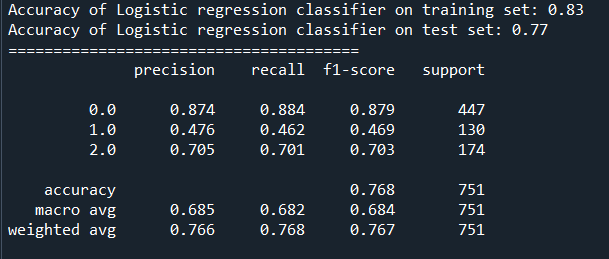 Accuracy of Logistic regression classifier on training set: 0.83
Accuracy of Logistic regression classifier on test set: 0.77
=======================================
precision recall f1-score support
0.0 0.874 0.884 0.879 447
1.0 0.476 0.462 0.469 130
2.0 0.705 0.701 0.703 174
accuracy 0.768 751
macro avg 0.685 0.682 0.684 751
weighted avg 0.766 0.768 0.767 751